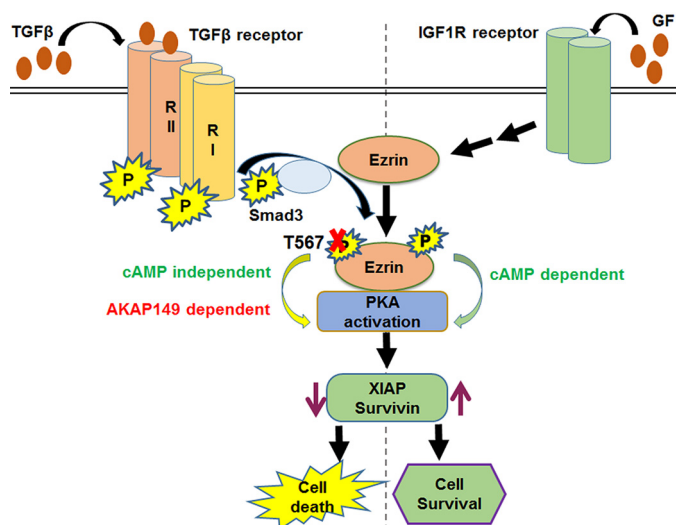 TGFβ
TGFβ receptor
IGF1R receptor
GF
R
II
R
I
P
P
P
Smad3
Ezrin
T567
P
P
Ezrin
cAMP independent
cAMP dependent
AKAP149 dependent
PKA
activation
XIAP
Survivin
Cell
death
Cell
Survival